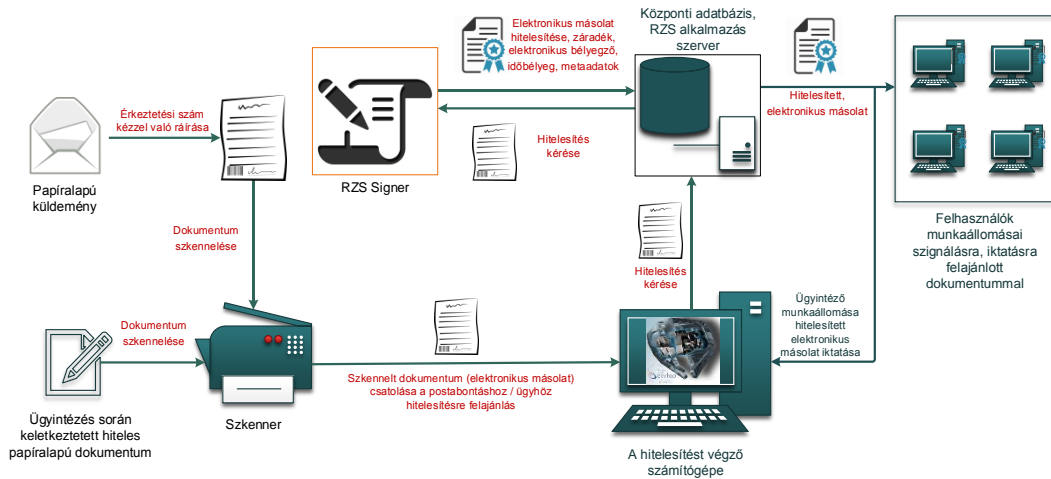 Elektronikus másolat
hitelesítése, záradék,
elektronikus bélyegző,
időbélyeg, metaadatok
Központi adatbázis,
RZS alkalmazás
szerver
Érkeztetési szám
kézzel való ráírása
Hitelesítés
kérése
Hitelesített,
elektronikus másolat
Papíralapú
küldemény
RZS Signer
Dokumentum
szkennelése
Felhasználók
munkaállomásai
szignálásra, iktatásra
felajánlott
dokumentummal
Hitelesítés
kérése
Ügyintéző
munkaállomása
hitelesített
elektronikus
másolat iktatása
Dokumentum
szkennelése
Szkennelt dokumentum (elektronikus másolat)
csatolása a postabontáshoz / ügyhöz
hitelesítésre felajánlás
Ügyintézés során
keletkeztetett hiteles
papíralapú dokumentum
Szkenner
A hitelesítést végző
számítógépe